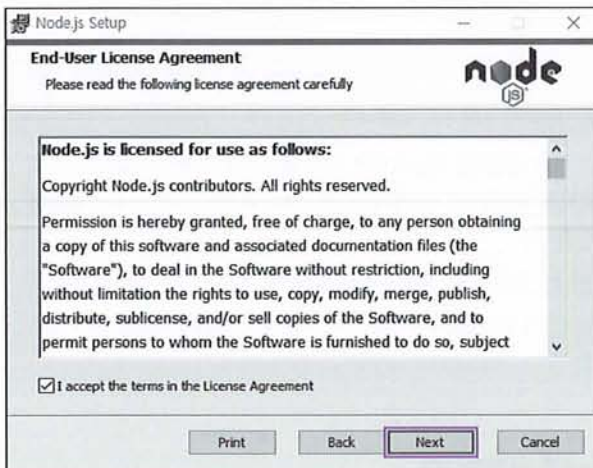 Node.js Setup
End-User License Agreement
Please read the following license agreement carefully
node
JS
Node.js is licensed for use as follows:
Copyright Node.js contributors. All rights reserved.
Permission is hereby granted, free of charge, to any person obtaining
a copy of this software and associated documentation files (the
"Software"), to deal in the Software without restriction, including
without limitation the rights to use, copy, modify, merge, publish,
distribute, sublicense, and/or sell copies of the Software, and to
permit persons to whom the Software is furnished to do so, subject
I accept the terms in the License Agreement
Print Back Next Cancel